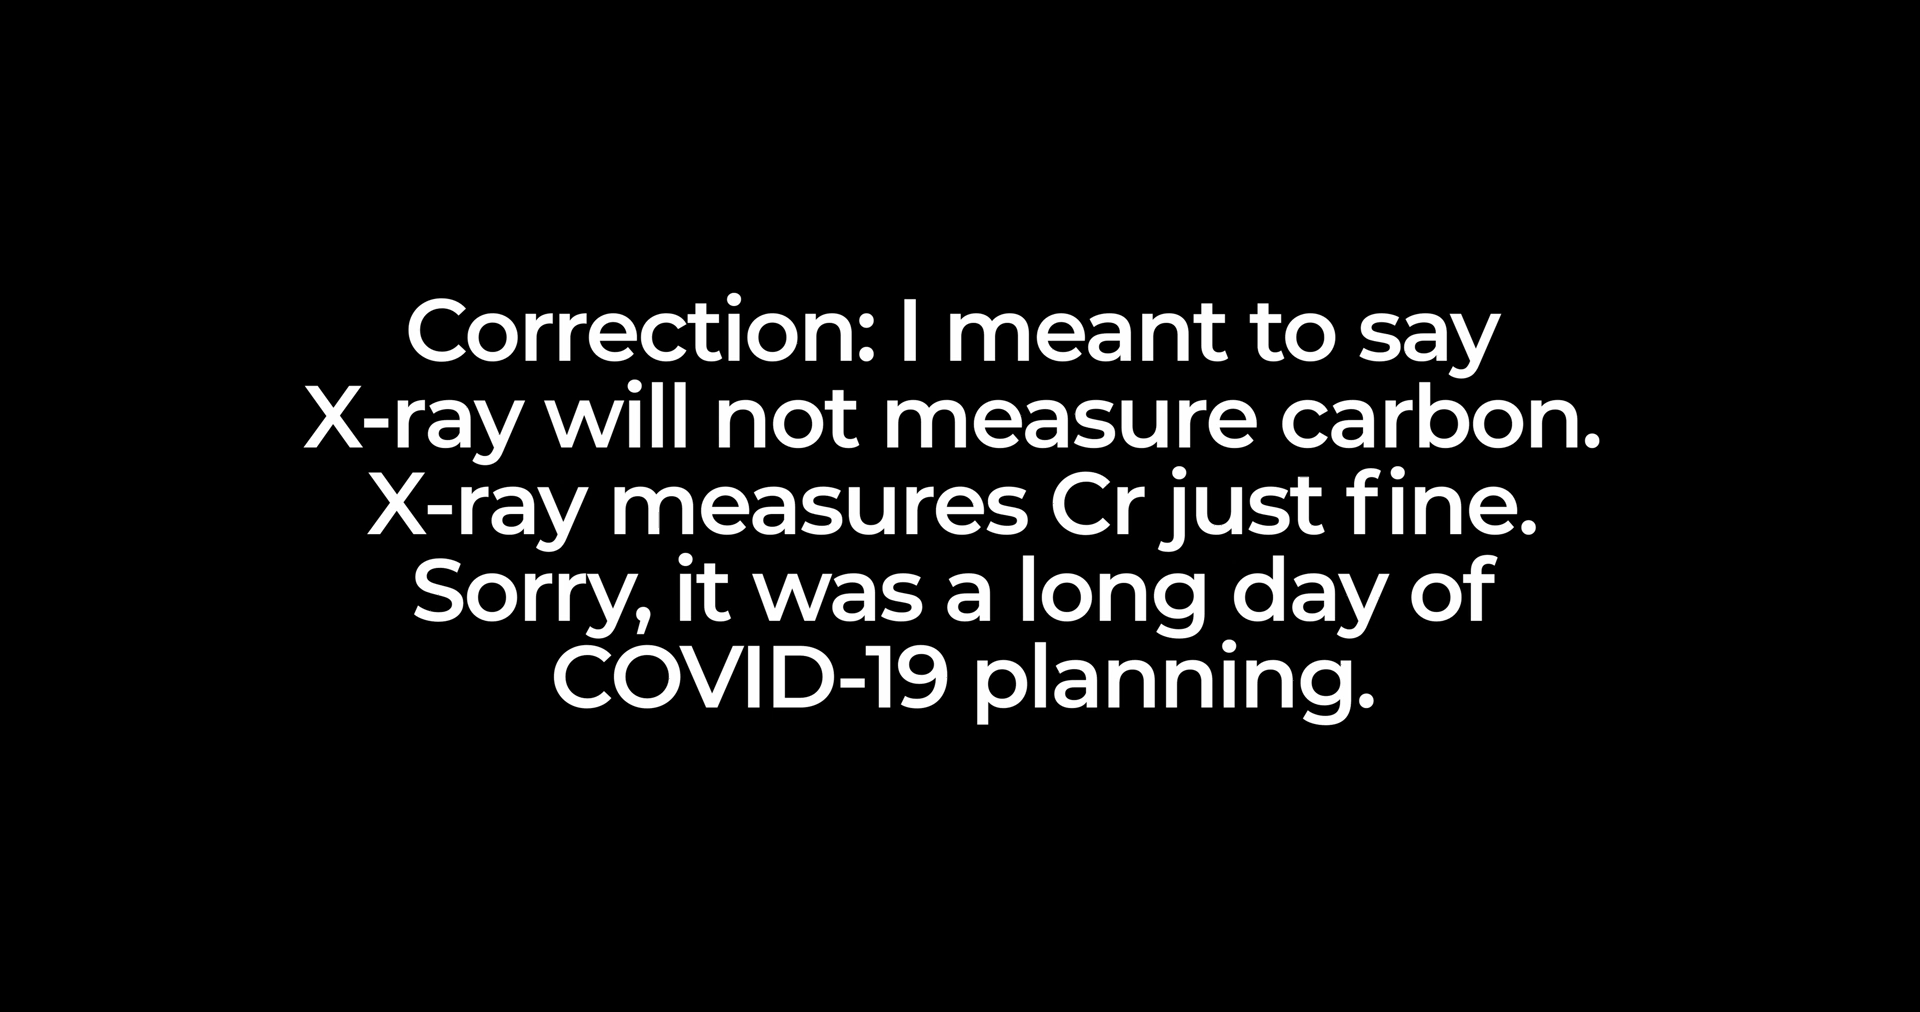 Correction: I meant to say
X-ray will not measure carbon.
X-ray measures Cr just fine.
Sorry, it was a long day of
COVID-19 planning.